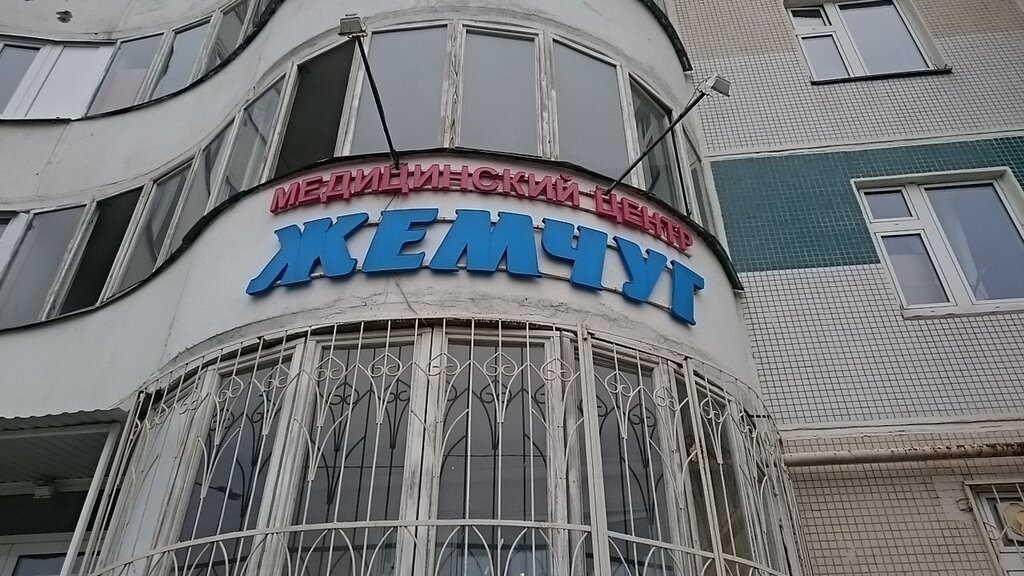 МЕДИЦИНСКИЙ ЦЕНТР
ЖЕМЧУГ